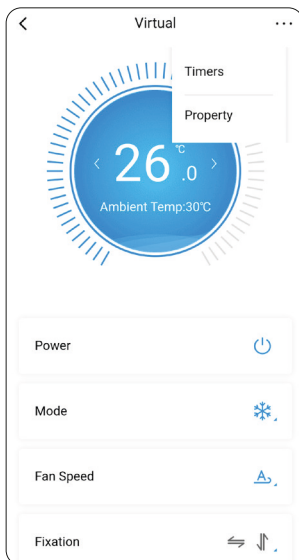 Virtual
Timers
Property
26.0 ℃
Ambient Temp:30℃
Power
Mode
Fan Speed
A
Fixation